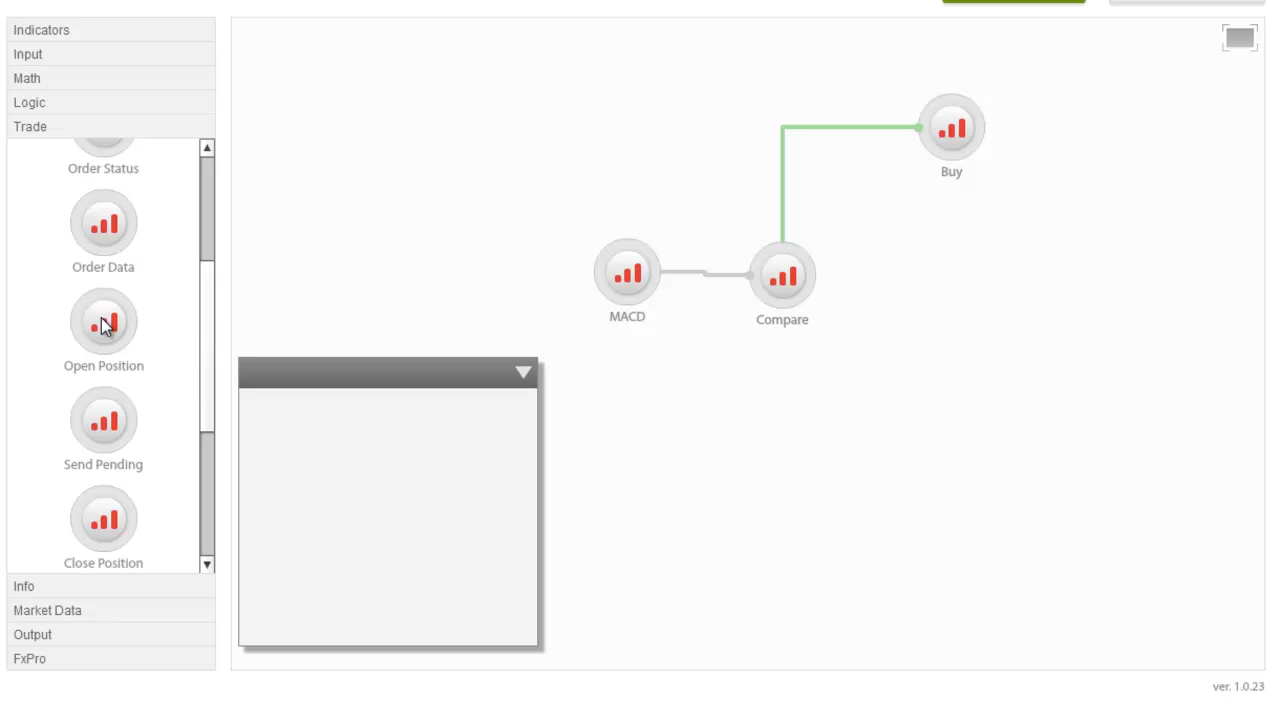 Indicators
Input
Math
Logic
Trade
Order Status
Order Data
Open Position
Send Pending
Close Position
Info
Market Data
Output
FxPro
Buy
MACD
Compare
ver. 1.0.23